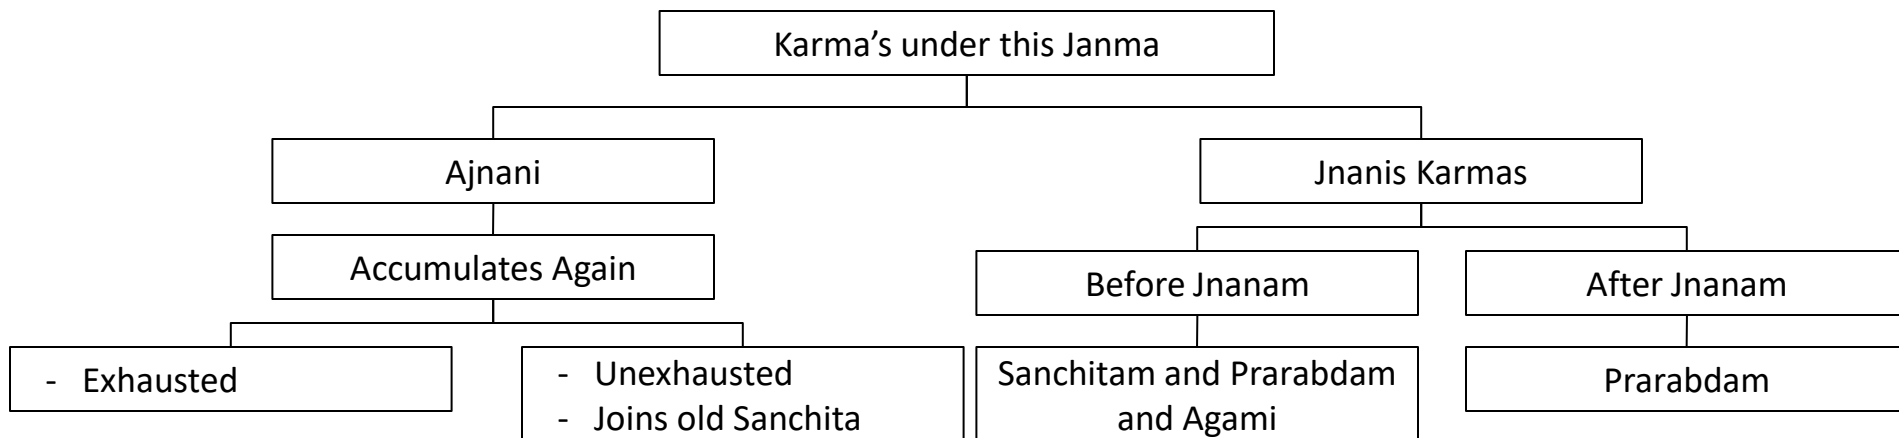 Karma’s under this Janma
Ajnani
Jnanis Karmas
Accumulates Again
Before Jnanam
After Jnanam
- Exhausted
- Unexhausted
- Joins old Sanchita
Sanchitam and Prarabdam
and Agami
Prarabdam